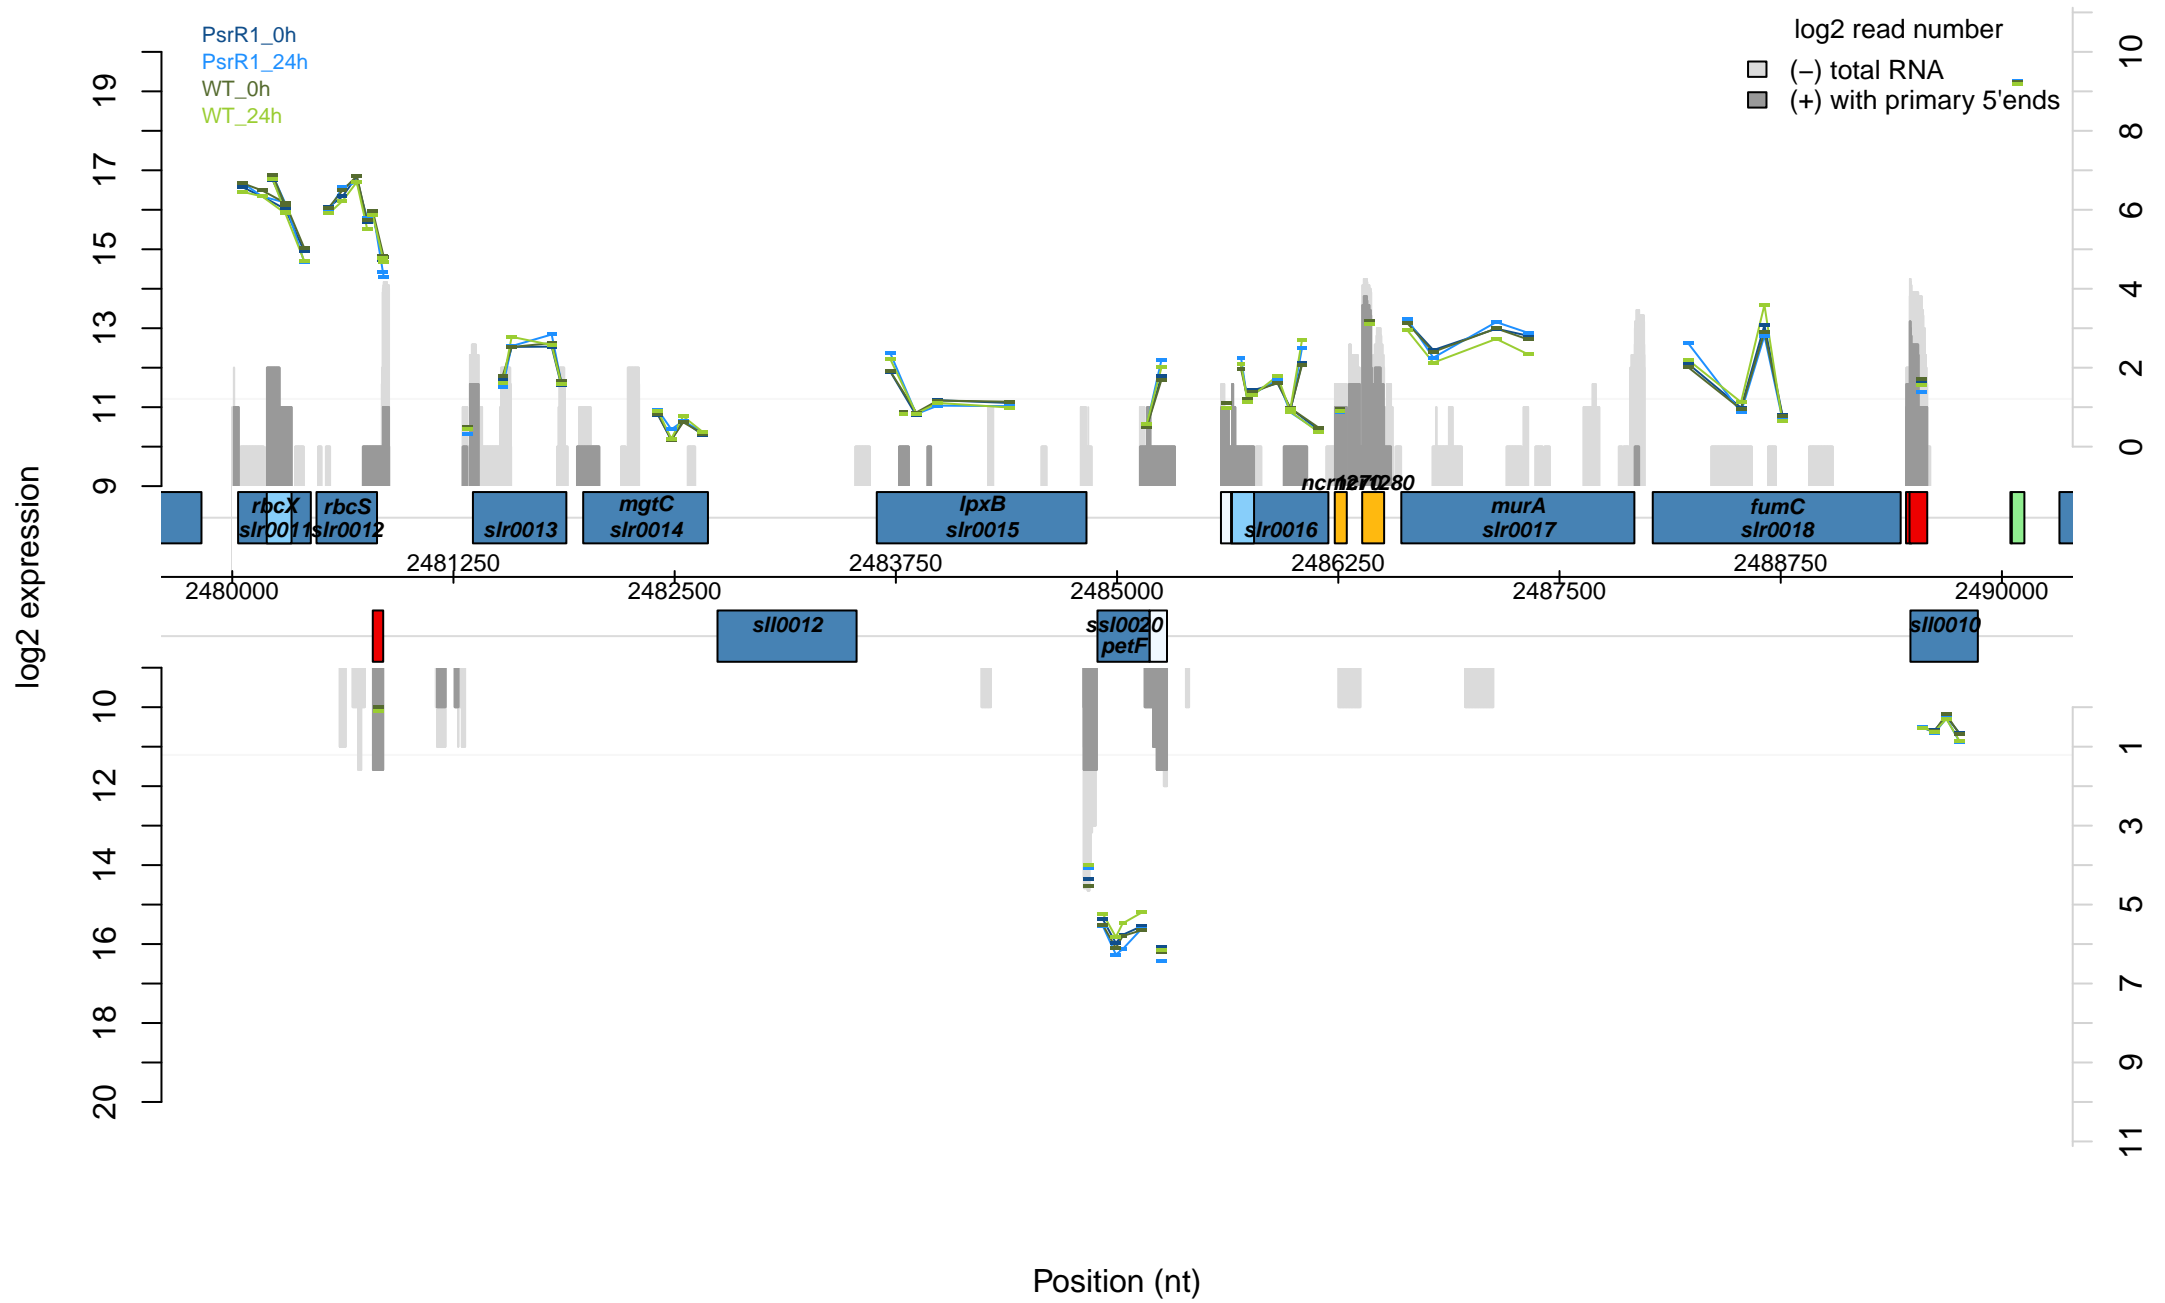 PsrR1_0h
PsrR1_24h
WT_0h
WT_24h
log2 read number
(−) total RNA
(+) with primary 5'ends
19
17
15
13
11
9
10
8
6
4
2
0
log2 expression
rbcX
slr0011
rbcS
slr0012
slr0013
mgtC
slr0014
lpxB
slr0015
slr0016
murA
slr0017
fumC
slr0018
2481250
2483750
2486250
2488750
2480000
2482500
2485000
2487500
2490000
sll0012
ssl0020
petF
sll0010
10
12
14
16
18
20
1
3
5
7
9
11
Position (nt)